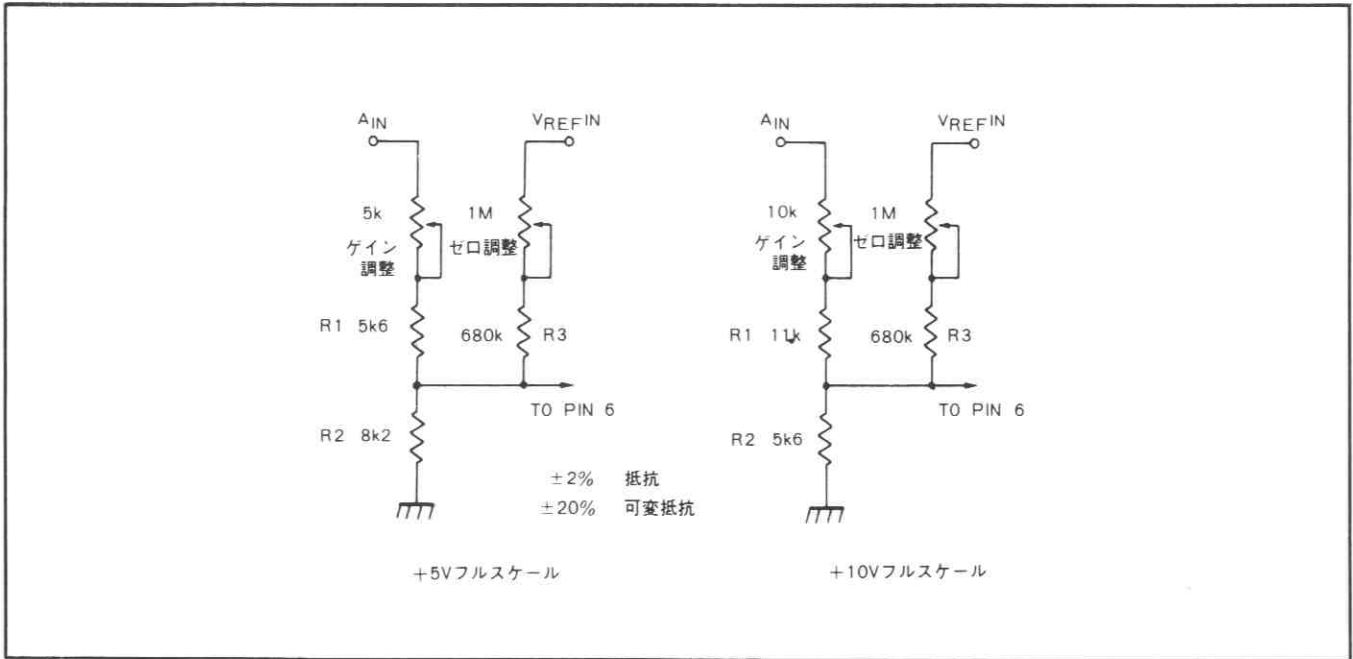 AIN
VREFIN
5k
1M
ゲイン
調整
ゼロ調整
R1 5k6
680k
R3
TO PIN 6
R2 8k2
±2% 抵抗
±20% 可変抵抗
+5Vフルスケール
AIN
VREFIN
10k
1M
ゲイン
調整
ゼロ調整
R1 11k
680k
R3
TO PIN 6
R2 5k6
+10Vフルスケール